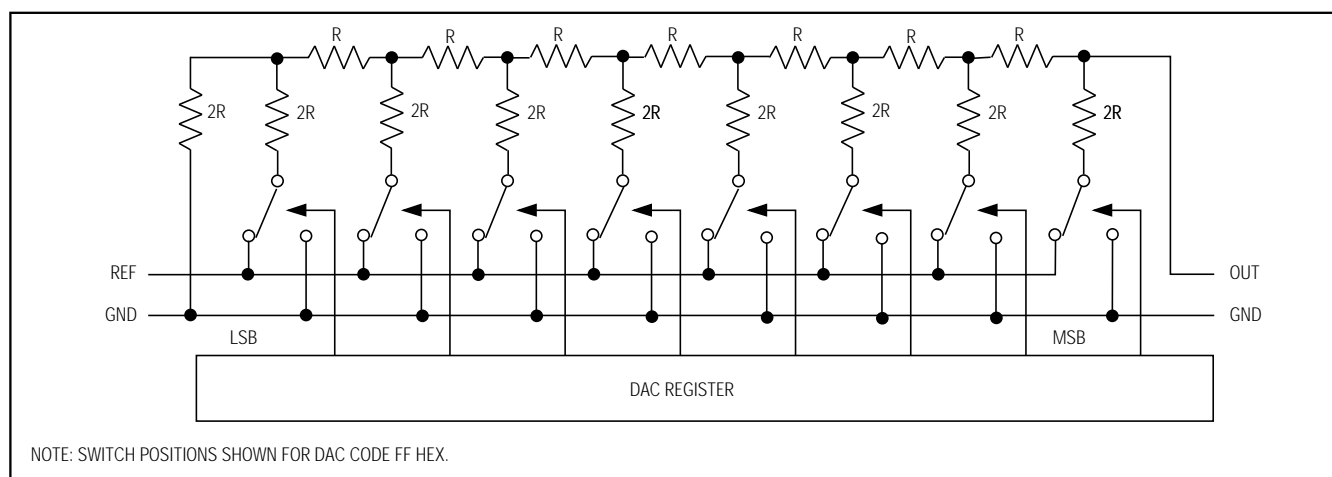 R R R R R R R
2R 2R 2R 2R 2R 2R 2R 2R 2R
REF OUT
GND GND
LSB MSB
DAC REGISTER
NOTE: SWITCH POSITIONS SHOWN FOR DAC CODE FF HEX.